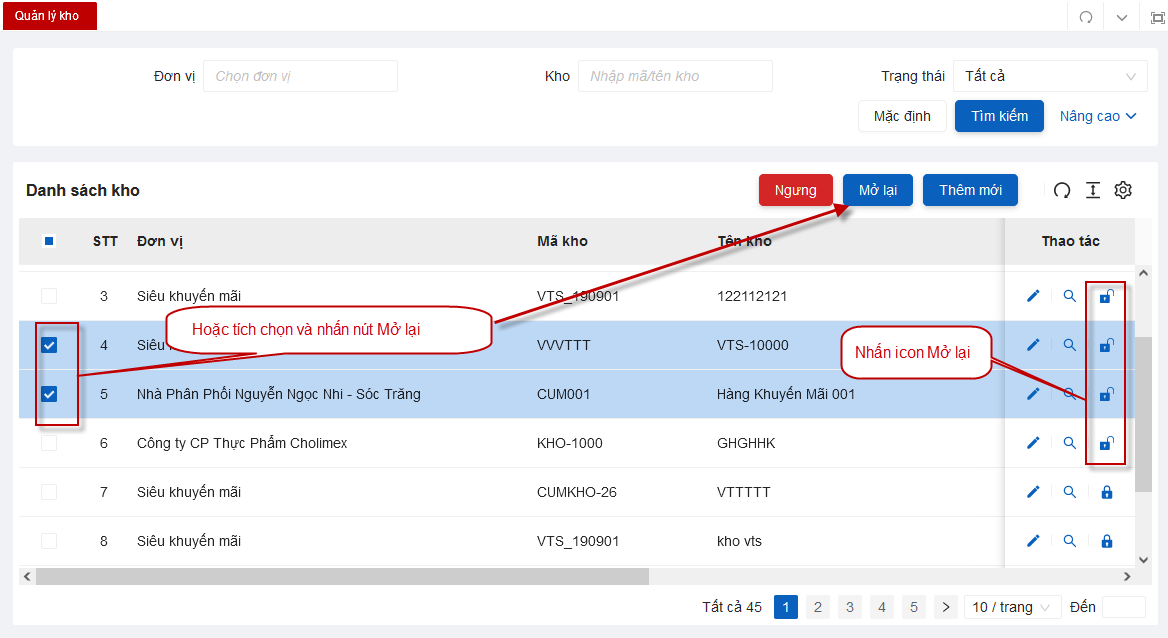 Quản lý kho
Đơn vị Chọn đơn vị Kho Nhập mã/tên kho Trạng thái Tất cả
Mặc định Tìm kiếm Nâng cao
Danh sách kho Ngưng Mở lại Thêm mới
STT Đơn vị Mã kho Tên kho Thao tác
3 Siêu khuyến mãi VTS_190901 122112121
Hoặc tích chọn và nhấn nút Mở lại
4 Siêu VVVTTT VTS-10000
Nhấn icon Mở lại
5 Nhà Phân Phối Nguyễn Ngọc Nhi - Sóc Trăng CUM001 Hàng Khuyến Mãi 001
6 Công ty CP Thực Phẩm Cholimex KHO-1000 GHGHHK
7 Siêu khuyến mãi CUMKHO-26 VTTTTT
8 Siêu khuyến mãi VTS_190901 kho vts
Tất cả 45 1 2 3 4 5 10 / trang Đến